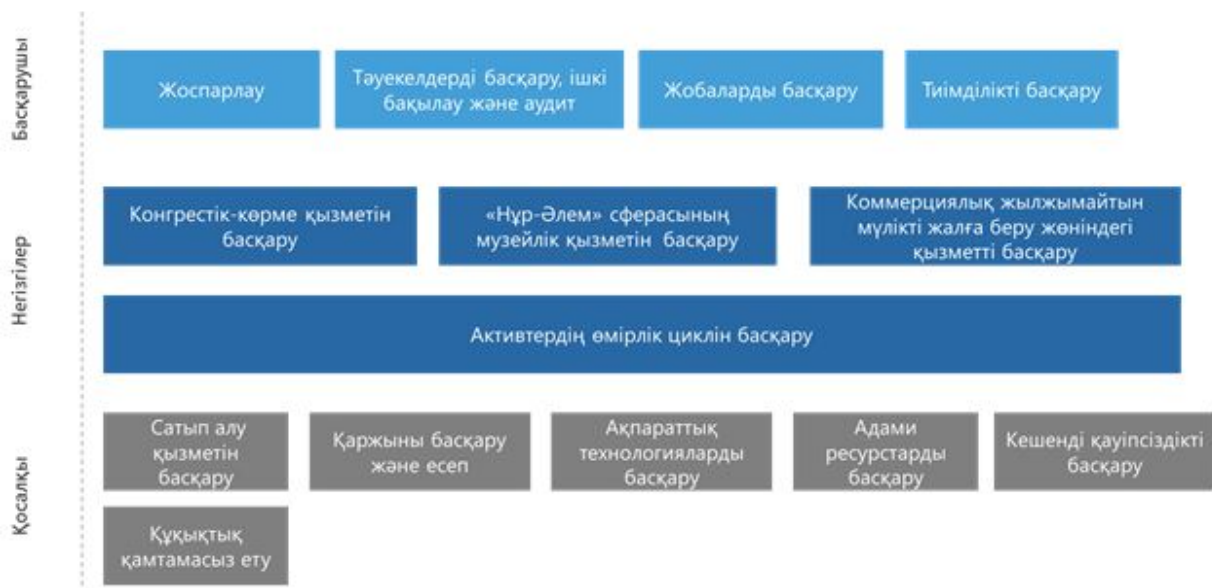 Басқарушы
Жоспарлау
Тәуекелдерді басқару, ішкі
бақылау және аудит
Жобаларды басқару
Тиімділікті басқару
Негізгілер
Конгрестік-көрме қызметін
басқару
«Нұр-Әлем» сферасының
музейлік қызметін басқару
Коммерциялық жылжымайтын
мүлікті жалға беру жөніндегі
қызметті басқару
Активтердің өмірлік циклін басқару
Қосалқы
Сатып алу
қызметін
басқару
Қаржыны басқару
және есеп
Ақпараттық
технологияларды
басқару
Адами
ресурстарды
басқару
Кешенді қауіпсіздікті
басқару
Құқықтық
қамтамасыз ету